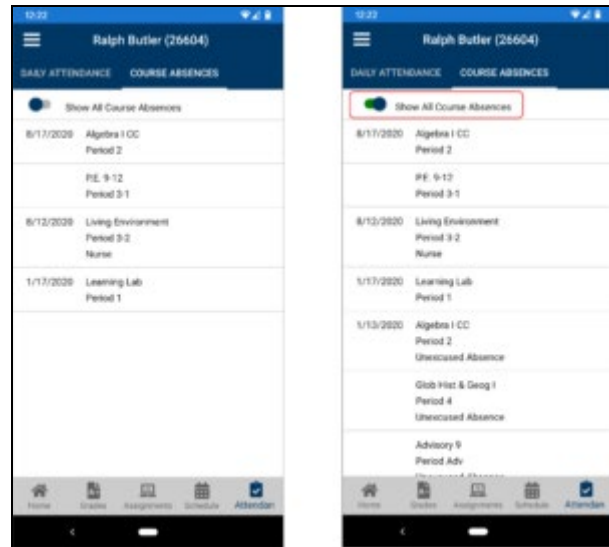 12:22
Ralph Butler (26604)
DAILY ATTENDANCE COURSE ABSENCES
Show All Course Absences
8/17/2020 Algebra I CC
Period 2
P.E. 9-12
Period 3-1
8/12/2020 Living Environment
Period 3-2
Nurse
1/17/2020 Learning Lab
Period 1
Home Grades Assignments Schedule Attendan
12:22
Ralph Butler (26604)
DAILY ATTENDANCE COURSE ABSENCES
Show All Course Absences
8/17/2020 Algebra I CC
Period 2
P.E. 9-12
Period 3-1
8/12/2020 Living Environment
Period 3-2
Nurse
1/17/2020 Learning Lab
Period 1
1/13/2020 Algebra I CC
Period 2
Unexcused Absence
Glob Hist & Geog I
Period 4
Unexcused Absence
Advisory 9
Period Adv
Home Grades Assignments Schedule Attendan